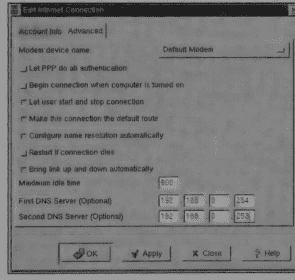 Edit Internet Connection
Account Info Advanced
Modem device name Default Modem
Let PPP do all authentication
Begin connection when computer is turned on
Let user start and stop connection
Make this connection the default route
Configure name resolution automatically
Restart if connection dies
Bring link up and down automatically
Maximum idle time 600
First DNS Server (Optional) 192 168 0 254
Second DNS Server (Optional) 192 168 0 253
OK Apply Close Help